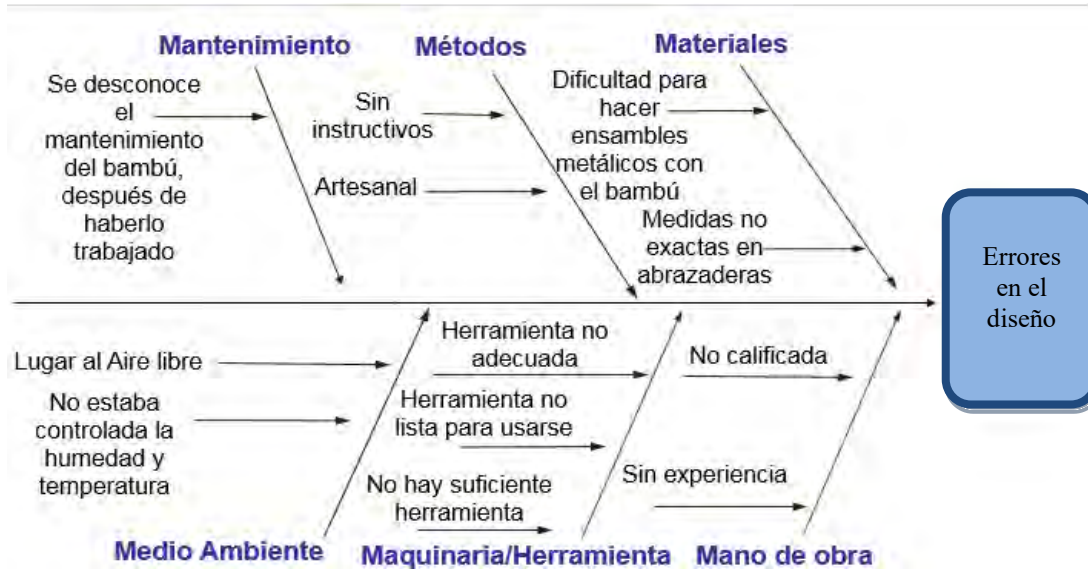 Mantenimiento
Métodos
Materiales
Se desconoce
el
mantenimiento
del bambú,
después de
haberlo
trabajado
Sin
instructivos
Artesanal
Dificultad para
hacer
ensambles
metálicos con
el bambú
Medidas no
exactas en
abrazaderas
Errores
en el
diseño
Lugar al Aire libre
No estaba
controlada la
humedad y
temperatura
Herramienta no
adecuada
Herramienta no
lista para usarse
No hay suficiente
herramienta
No calificada
Sin experiencia
Medio Ambiente
Maquinaria/Herramienta
Mano de obra